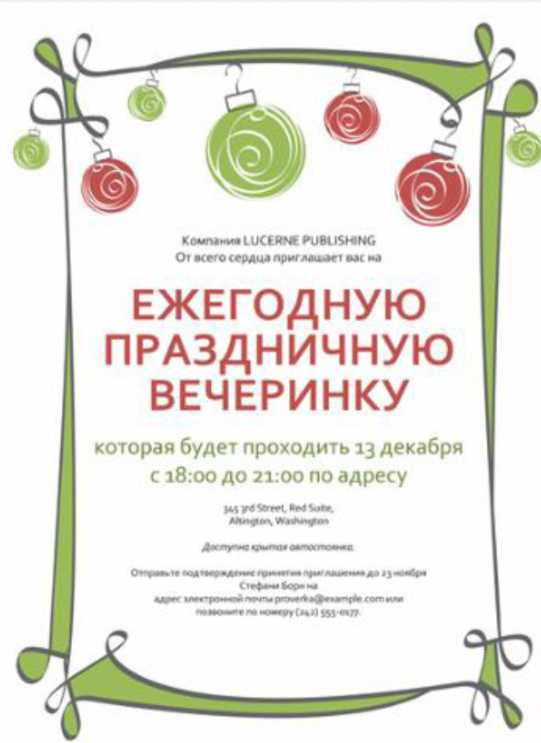 Компания LUCERNE PUBLISHING
От всего сердца приглашает вас на
ЕЖЕГОДНУЮ
ПРАЗДНИЧНУЮ
ВЕЧЕРИНКУ
которая будет проходить 13 декабря
с 18:00 до 21:00 по адресу
345 3rd Street, Red Suite,
Altington, Washington
Доступна крытая автостоянка.
Отправьте подтверждение принятия приглашения до 23 ноября
Стефани Борн на
адрес электронной почты proverka@example.com или
позвоните по номеру (242) 555-0177.